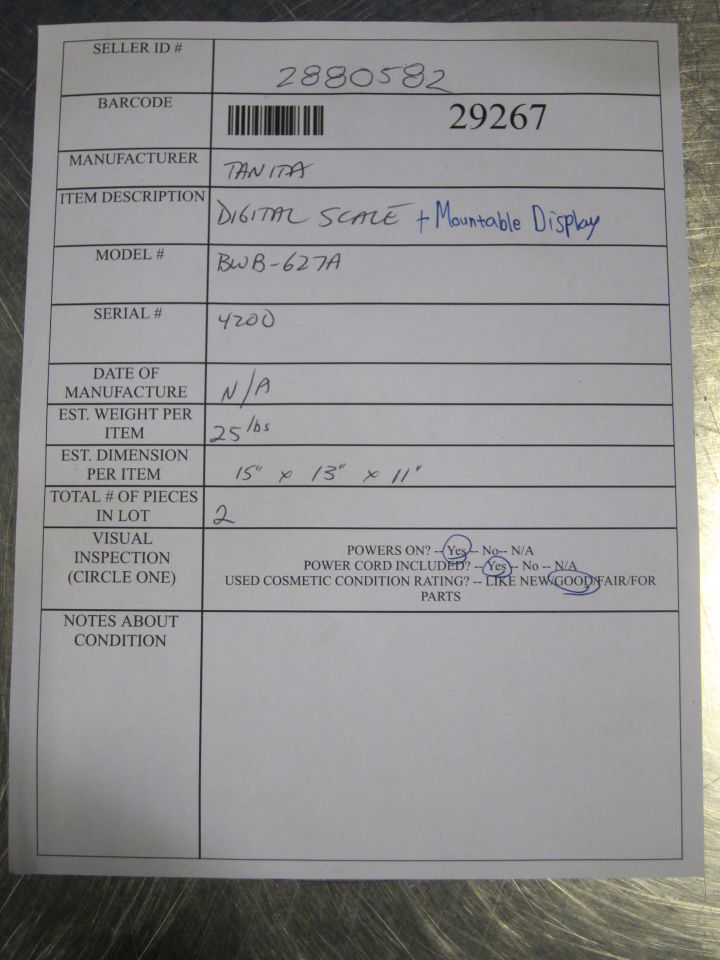 SELLER ID #
2880582
BARCODE
29267
MANUFACTURER
TANITA
ITEM DESCRIPTION
DIGITAL SCALE + Mountable Display
MODEL #
BWB-627A
SERIAL #
4200
DATE OF
MANUFACTURE
N/A
EST. WEIGHT PER
ITEM
25 lbs
EST. DIMENSION
PER ITEM
15" x 13" x 11"
TOTAL # OF PIECES
IN LOT
2
VISUAL
INSPECTION
(CIRCLE ONE)
POWERS ON? -- Yes -- No-- N/A
POWER CORD INCLUDED? -- Yes -- No -- N/A
USED COSMETIC CONDITION RATING? -- LIKE NEW/GOOD/FAIR/FOR
PARTS
NOTES ABOUT
CONDITION